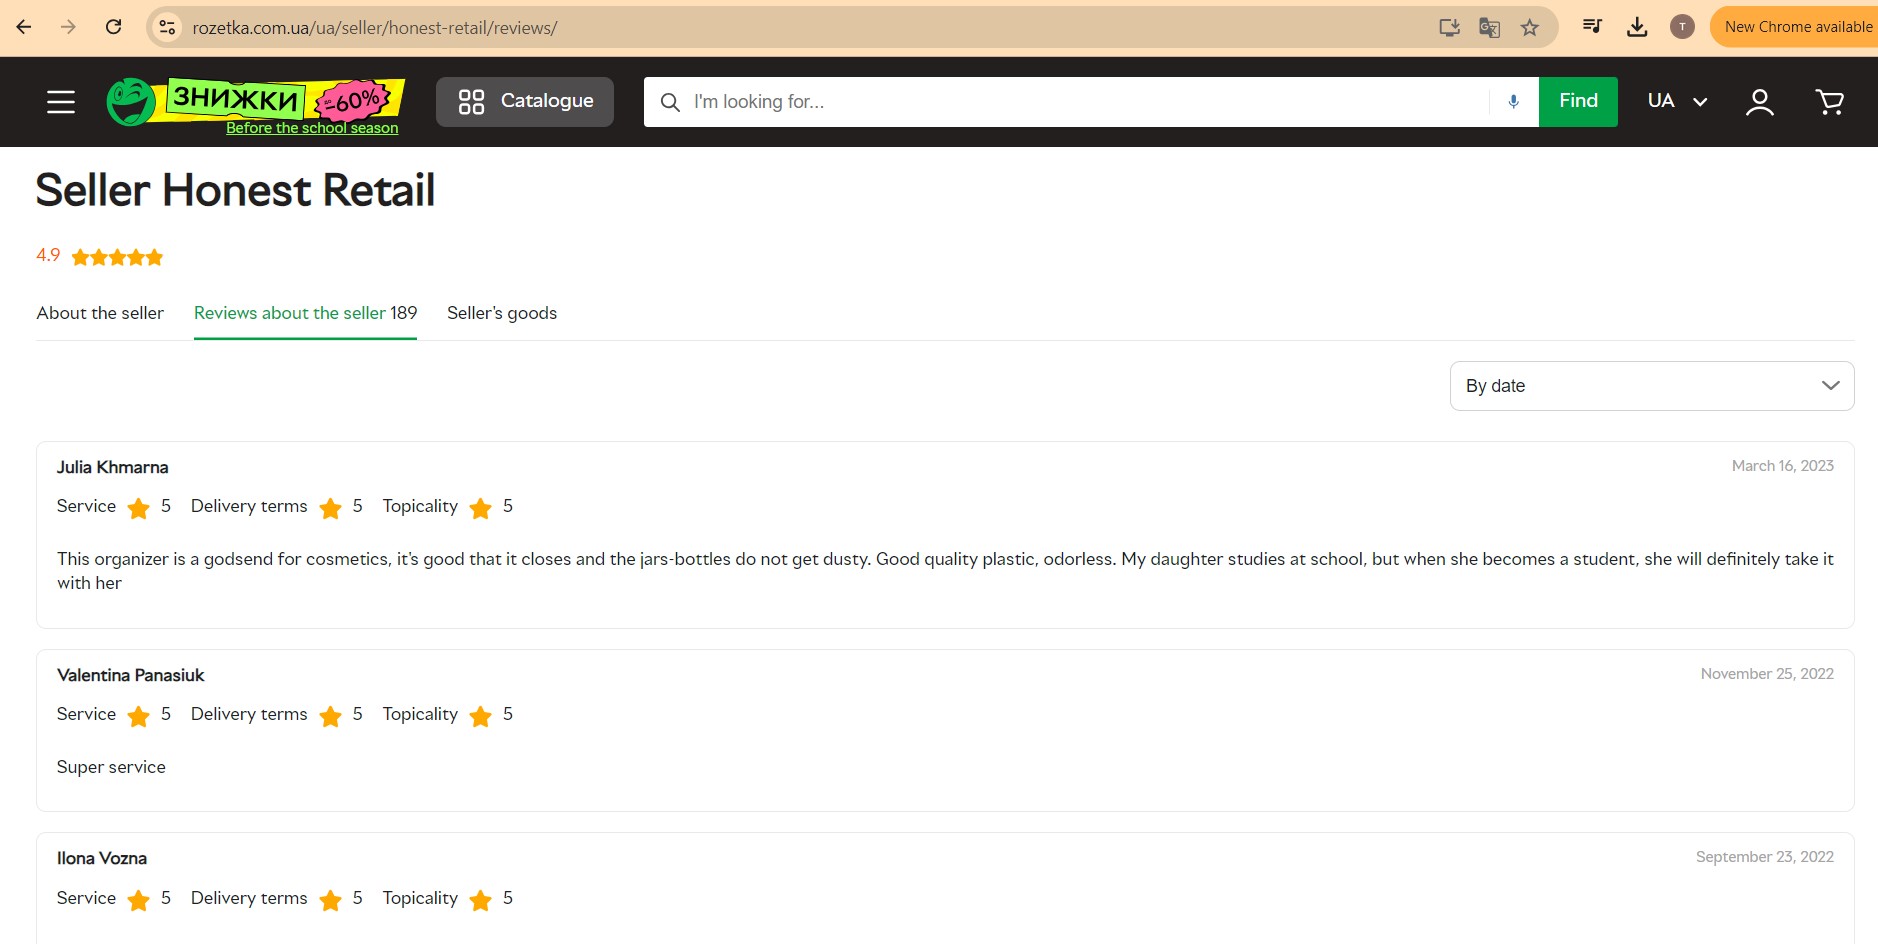 rozetka.com.ua/ua/seller/honest-retail/reviews/
T
New Chrome available
ЗНИЖКИ
до -60%
Before the school season
Catalogue
I'm looking for...
Find
UA
Seller Honest Retail
4.9
About the seller
Reviews about the seller 189
Seller's goods
By date
Julia Khmarna
March 16, 2023
Service 5 Delivery terms 5 Topicality 5
This organizer is a godsend for cosmetics, it's good that it closes and the jars-bottles do not get dusty. Good quality plastic, odorless. My daughter studies at school, but when she becomes a student, she will definitely take it
with her
Valentina Panasiuk
November 25, 2022
Service 5 Delivery terms 5 Topicality 5
Super service
Ilona Vozna
September 23, 2022
Service 5 Delivery terms 5 Topicality 5